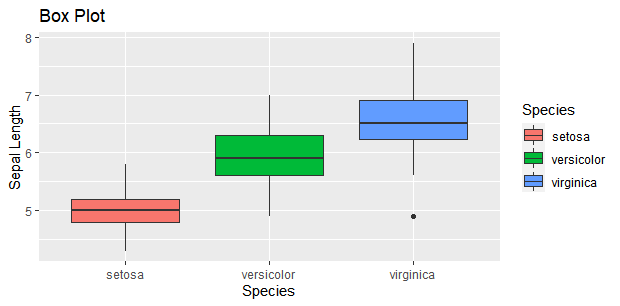 Box Plot
8
7
6
5
Sepal Length
setosa
versicolor
virginica
Species
Species
setosa
versicolor
virginica